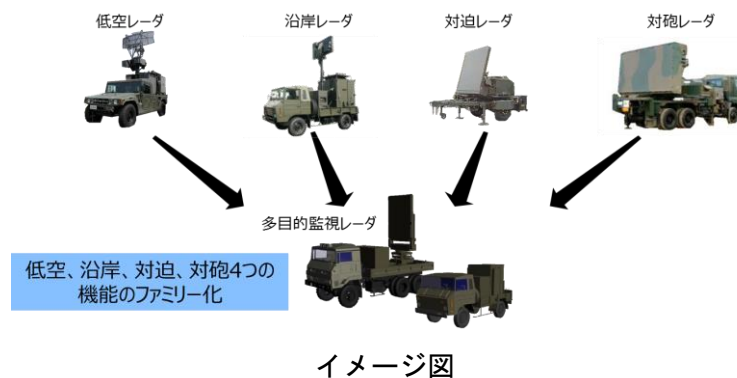 低空レーダ
沿岸レーダ
対迫レーダ
対砲レーダ
多目的監視レーダ
低空、沿岸、対迫、対砲4つの
機能のファミリー化
イメージ図